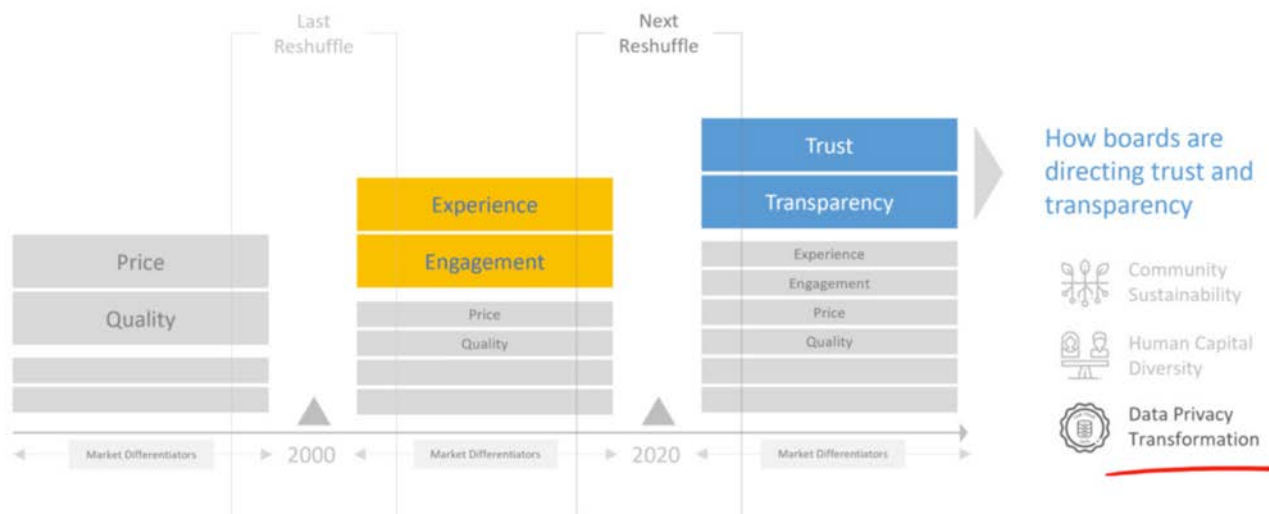 Last
Reshuffle
Next
Reshuffle
Price
Quality
Experience
Engagement
Price
Quality
Trust
Transparency
Experience
Engagement
Price
Quality
Market Differentiators
2000
Market Differentiators
2020
Market Differentiators
How boards are
directing trust and
transparency
Community
Sustainability
Human Capital
Diversity
Data Privacy
Transformation